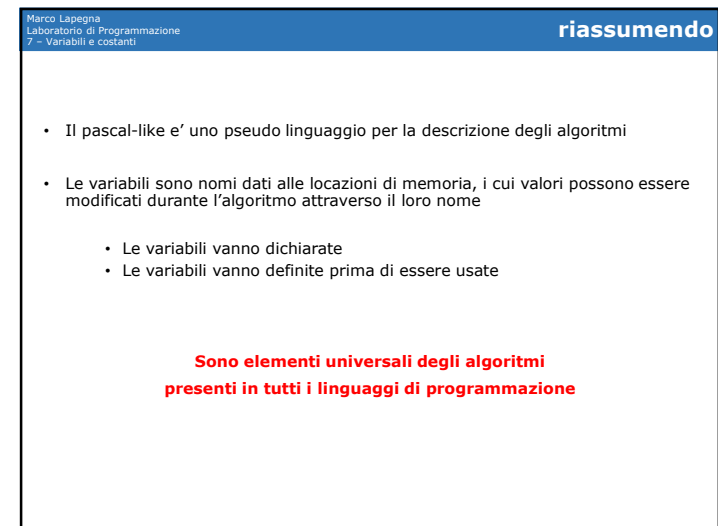 Marco Lapegna
Laboratorio di Programmazione
7 – Variabili e costanti
riassumendo
• Il pascal-like e’ uno pseudo linguaggio per la descrizione degli algoritmi
• Le variabili sono nomi dati alle locazioni di memoria, i cui valori possono essere
modificati durante l’algoritmo attraverso il loro nome
• Le variabili vanno dichiarate
• Le variabili vanno definite prima di essere usate
Sono elementi universali degli algoritmi
presenti in tutti i linguaggi di programmazione